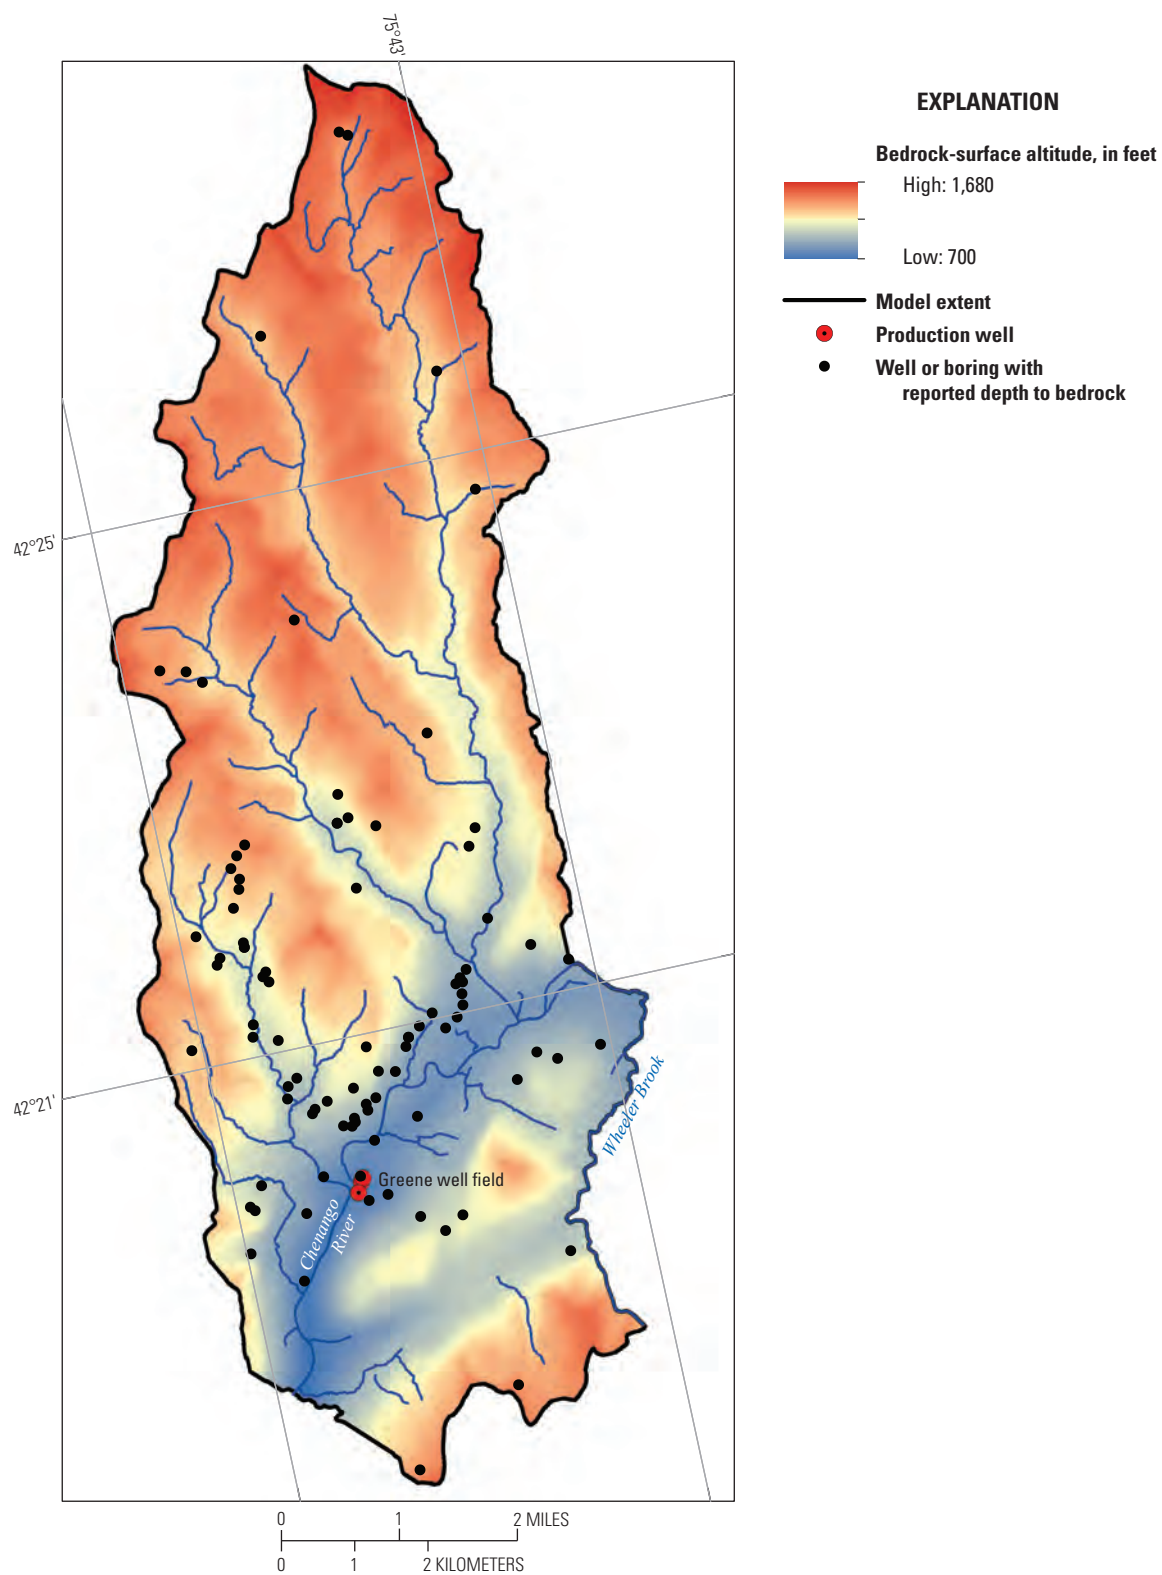 75°43'
EXPLANATION
Bedrock-surface altitude, in feet
High: 1,680
Low: 700
Model extent
Production well
Well or boring with
reported depth to bedrock
42°25'
42°21'
Wheeler Brook
Greene well field
Chenango
River
0 1 2 MILES
0 1 2 KILOMETERS